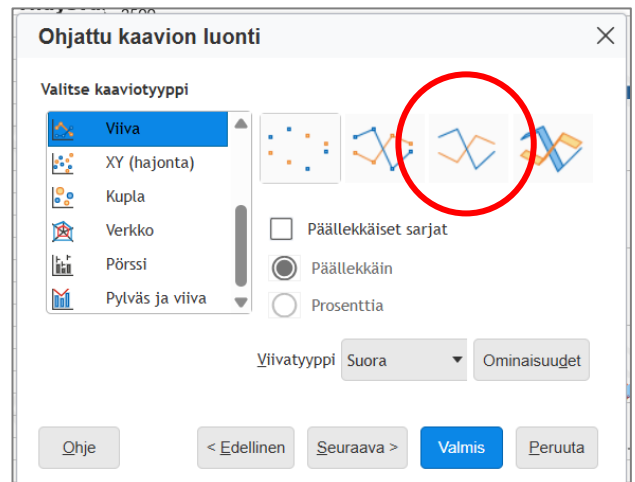 Ohjattu kaavion luonti
Valitse kaaviotyyppi
Viiva
XY (hajonta)
Kupla
Verkko
Pörssi
Pylväs ja viiva
Päällekkäiset sarjat
Päällekkäin
Prosenttia
Viivatyyppi Suora Ominaisuudet
Ohje < Edellinen Seuraava > Valmis Peruuta